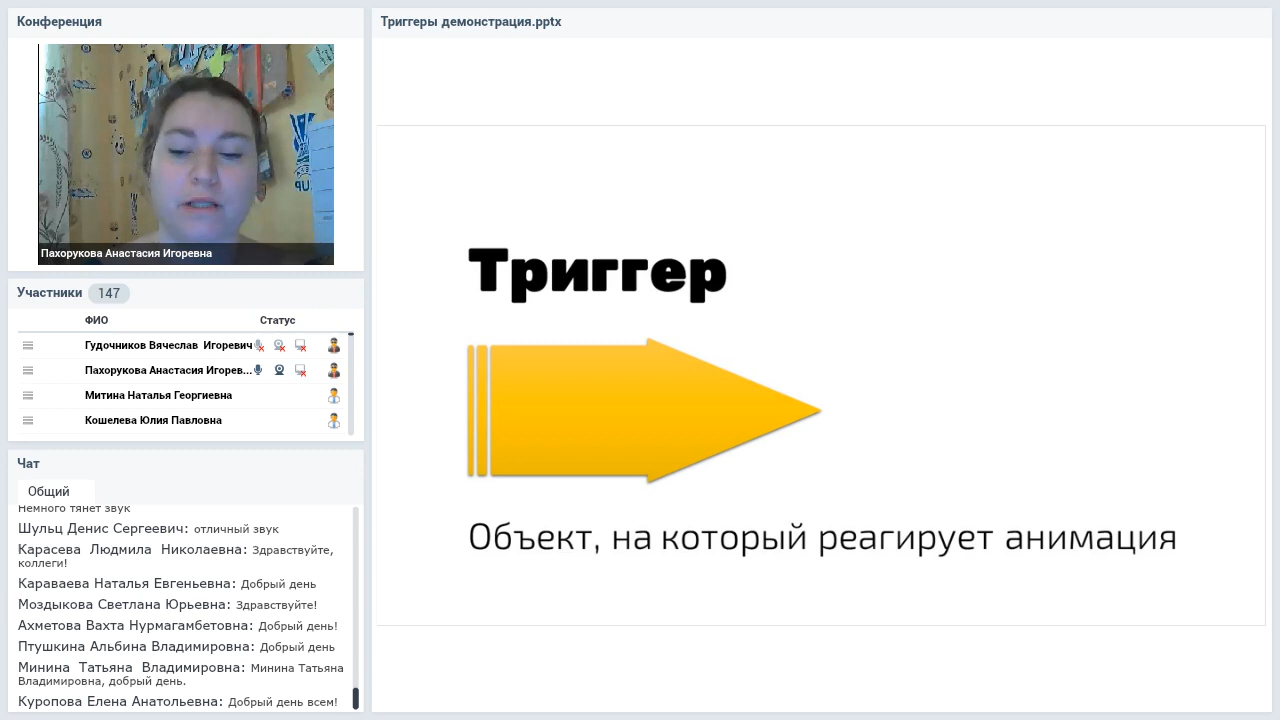 Конференция
Пахорукова Анастасия Игоревна
Участники 147
ФИО Статус
Гудочников Вячеслав Игоревич
Пахорукова Анастасия Игорев...
Митина Наталья Георгиевна
Кошелева Юлия Павловна
Чат
Общий
Немного тянет звук
Шульц Денис Сергеевич: отличный звук
Карасева Людмила Николаевна: Здравствуйте,
коллеги!
Караваева Наталья Евгеньевна: Добрый день
Моздыкова Светлана Юрьевна: Здравствуйте!
Ахметова Вахта Нурмагамбетовна: Добрый день!
Птушкина Альбина Владимировна: Добрый день
Минина Татьяна Владимировна: Минина Татьяна
Владимировна, добрый день.
Куропова Елена Анатольевна: Добрый день всем!
Триггеры демонстрация.pptx
Триггер
Объект, на который реагирует анимация